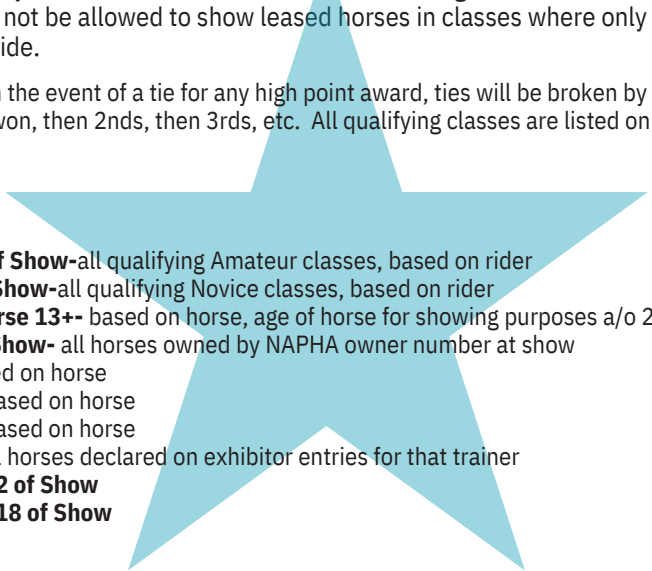 not be allowed to show leased horses in classes where only
ide.
the event of a tie for any high point award, ties will be broken by
won, then 2nds, then 3rds, etc. All qualifying classes are listed on
f Show-all qualifying Amateur classes, based on rider
Show-all qualifying Novice classes, based on rider
rse 13+- based on horse, age of horse for showing purposes a/o 2
Show- all horses owned by NAPHA owner number at show
ed on horse
ased on horse
ased on horse
horses declared on exhibitor entries for that trainer
2 of Show
18 of Show